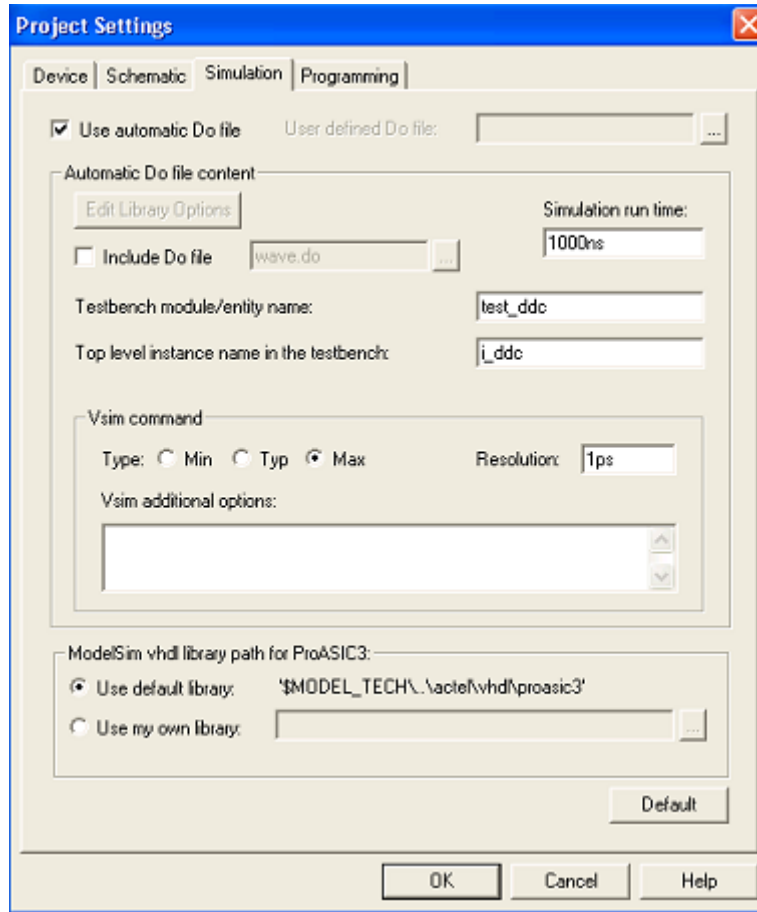 Project Settings
Device Schematic Simulation Programming
Use automatic Do file User defined Do file: ...
Automatic Do file content
Edit Library Options
Simulation run time:
1000ns
Include Do file wave.do ...
Testbench module/entity name: test_ddc
Top level instance name in the testbench: i_ddc
Vsim command
Type: Min Typ Max Resolution: 1ps
Vsim additional options:
ModelSim vhdl library path for ProASIC3:
Use default library: '$MODEL_TECH\..\actel\vhdl\proasic3'
Use my own library: ...
Default
OK Cancel Help